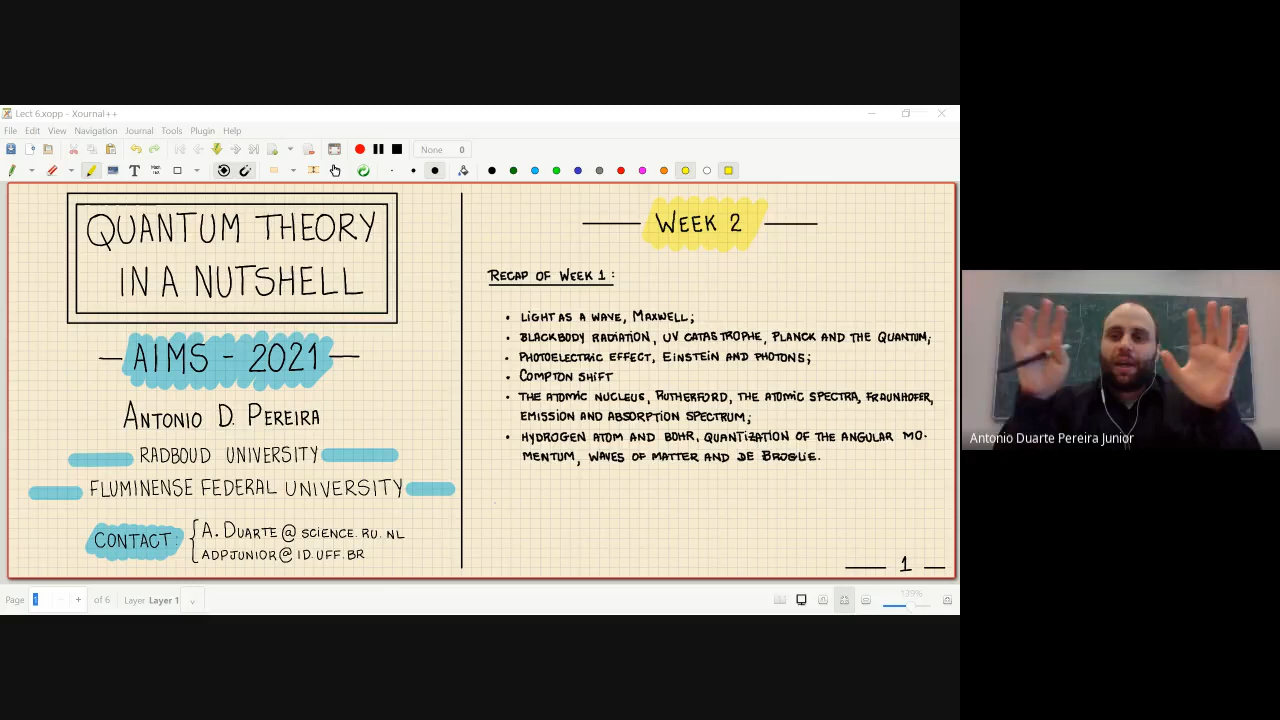 Lect 6.xopp - Xournal++
File Edit View Navigation Journal Tools Plugin Help
None 0
QUANTUM THEORY
IN A NUTSHELL
AIMS - 2021
ANTONIO D. PEREIRA
RADBOUD UNIVERSITY
FLUMINENSE FEDERAL UNIVERSITY
CONTACT:
A. DUARTE@SCIENCE.RU.NL
ADPJUNIOR@ID.UFF.BR
WEEK 2
RECAP OF WEEK 1:
• LIGHT AS A WAVE, MAXWELL;
• BLACKBODY RADIATION, UV CATASTROPHE, PLANCK AND THE QUANTUM;
• PHOTOELECTRIC EFFECT, EINSTEIN AND PHOTONS;
• COMPTON SHIFT
• THE ATOMIC NUCLEUS, RUTHERFORD, THE ATOMIC SPECTRA, FRAUNHOFER,
EMISSION AND ABSORPTION SPECTRUM;
• HYDROGEN ATOM AND BOHR, QUANTIZATION OF THE ANGULAR MO-
MENTUM, WAVES OF MATTER AND DE BROGLIE.
1
Antonio Duarte Pereira Junior
Page 1 of 6 Layer Layer 1
139%